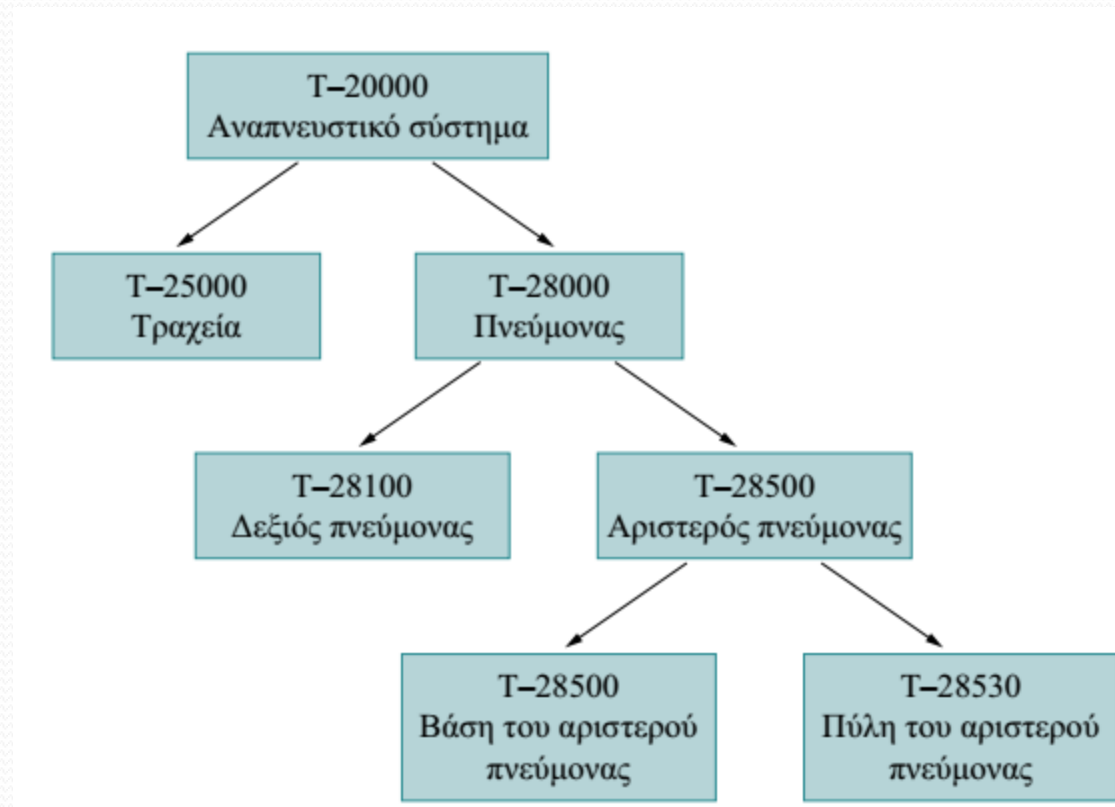 T–20000
Αναπνευστικό σύστημα
T–25000
Τραχεία
T–28000
Πνεύμονας
T–28100
Δεξιός πνεύμονας
T–28500
Αριστερός πνεύμονας
T–28500
Βάση του αριστερού
πνεύμονας
T–28530
Πύλη του αριστερού
πνεύμονας